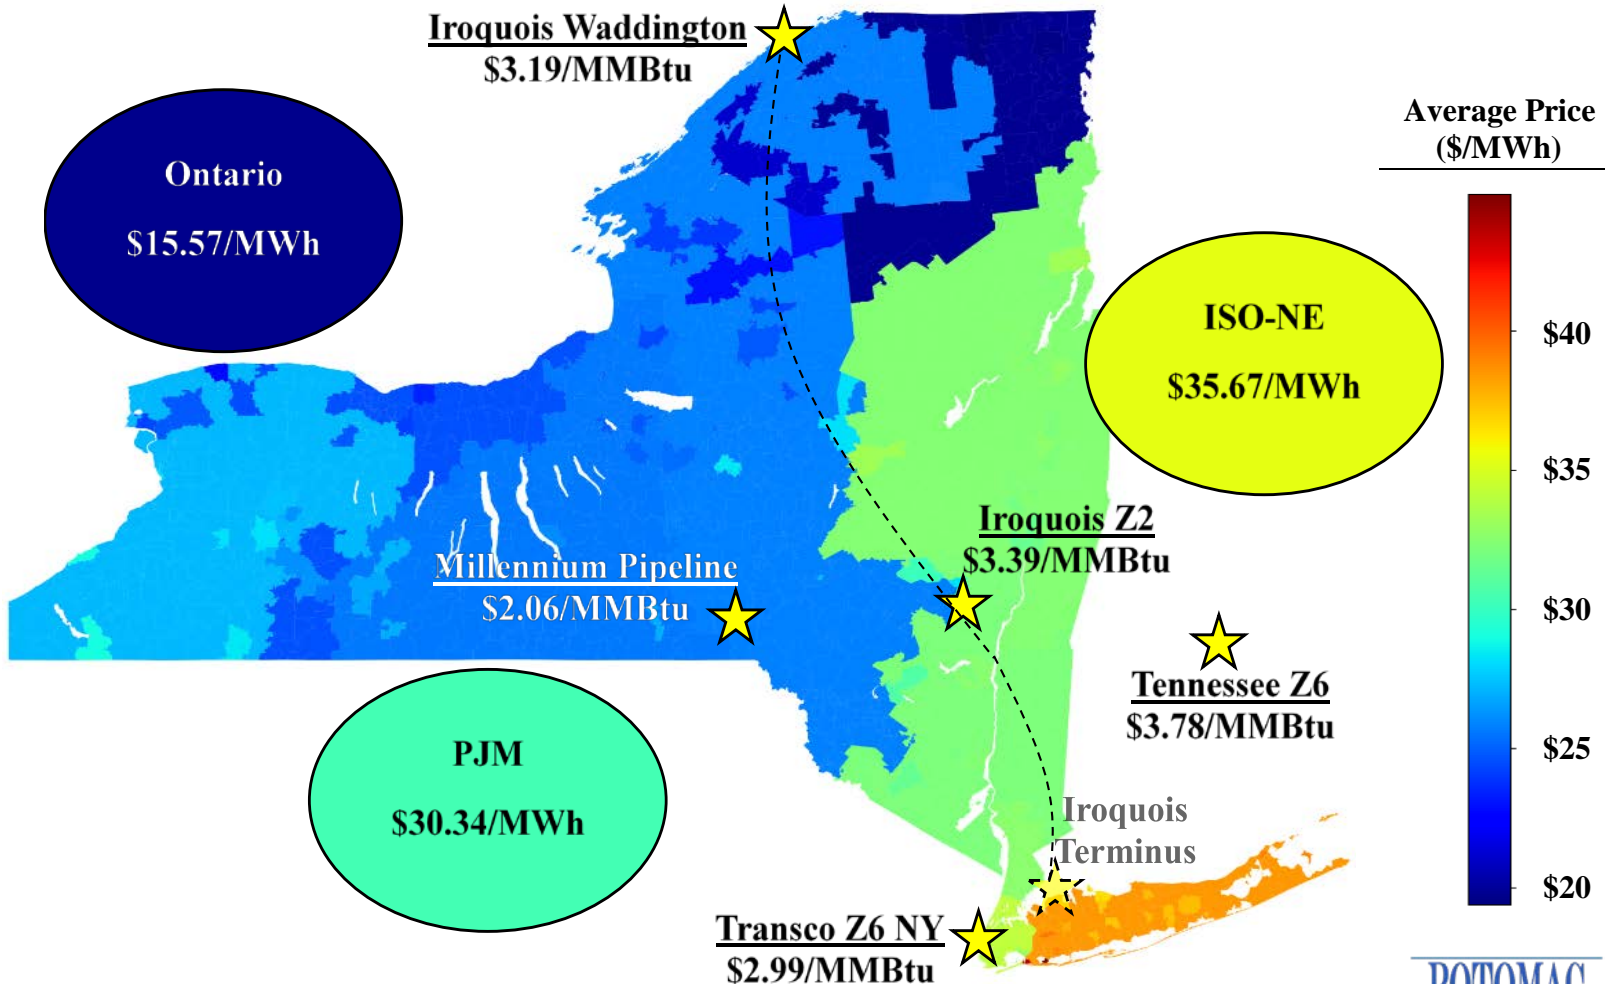 Iroquois Waddington
$3.19/MMBtu
Ontario
$15.57/MWh
Average Price
($/MWh)
ISO-NE
$35.67/MWh
$40
$35
$30
$25
$20
Iroquois Z2
$3.39/MMBtu
Millennium Pipeline
$2.06/MMBtu
Tennessee Z6
$3.78/MMBtu
PJM
$30.34/MWh
Iroquois
Terminus
Transco Z6 NY
$2.99/MMBtu
POTOMAC